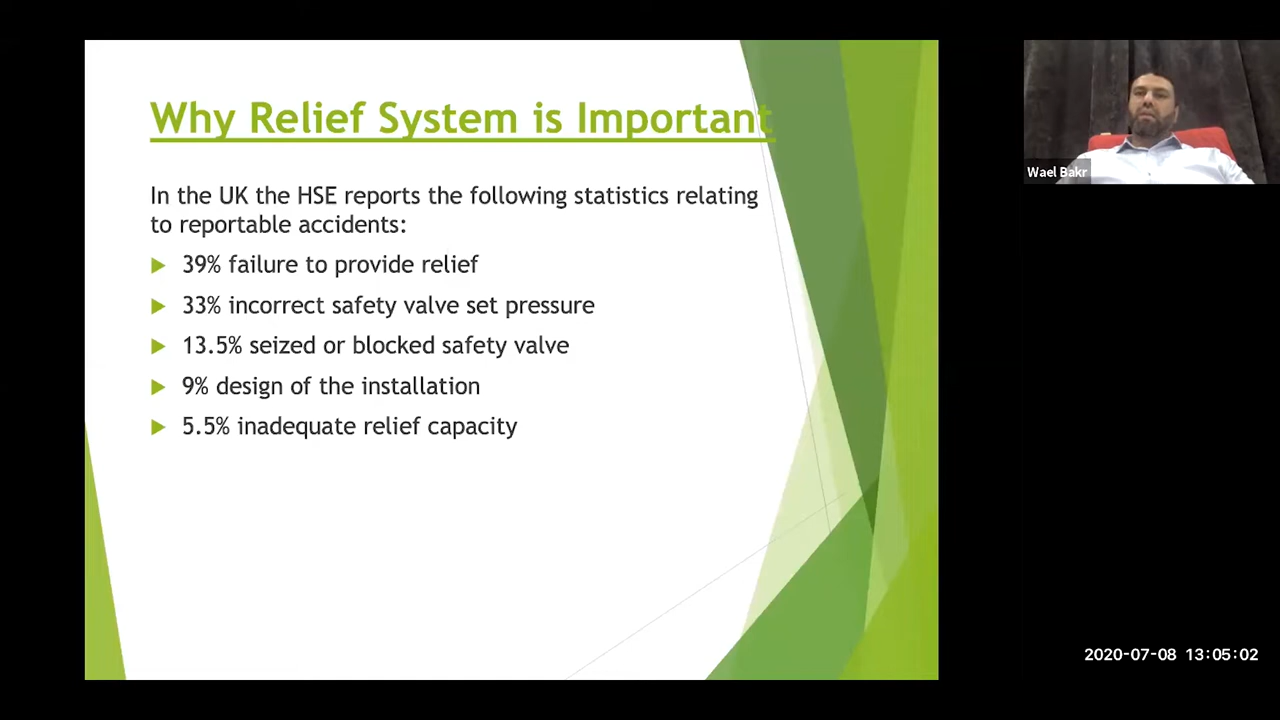 Why Relief System is Important
In the UK the HSE reports the following statistics relating
to reportable accidents:
39% failure to provide relief
33% incorrect safety valve set pressure
13.5% seized or blocked safety valve
9% design of the installation
5.5% inadequate relief capacity
Wael Bakr
2020-07-08 13:05:02